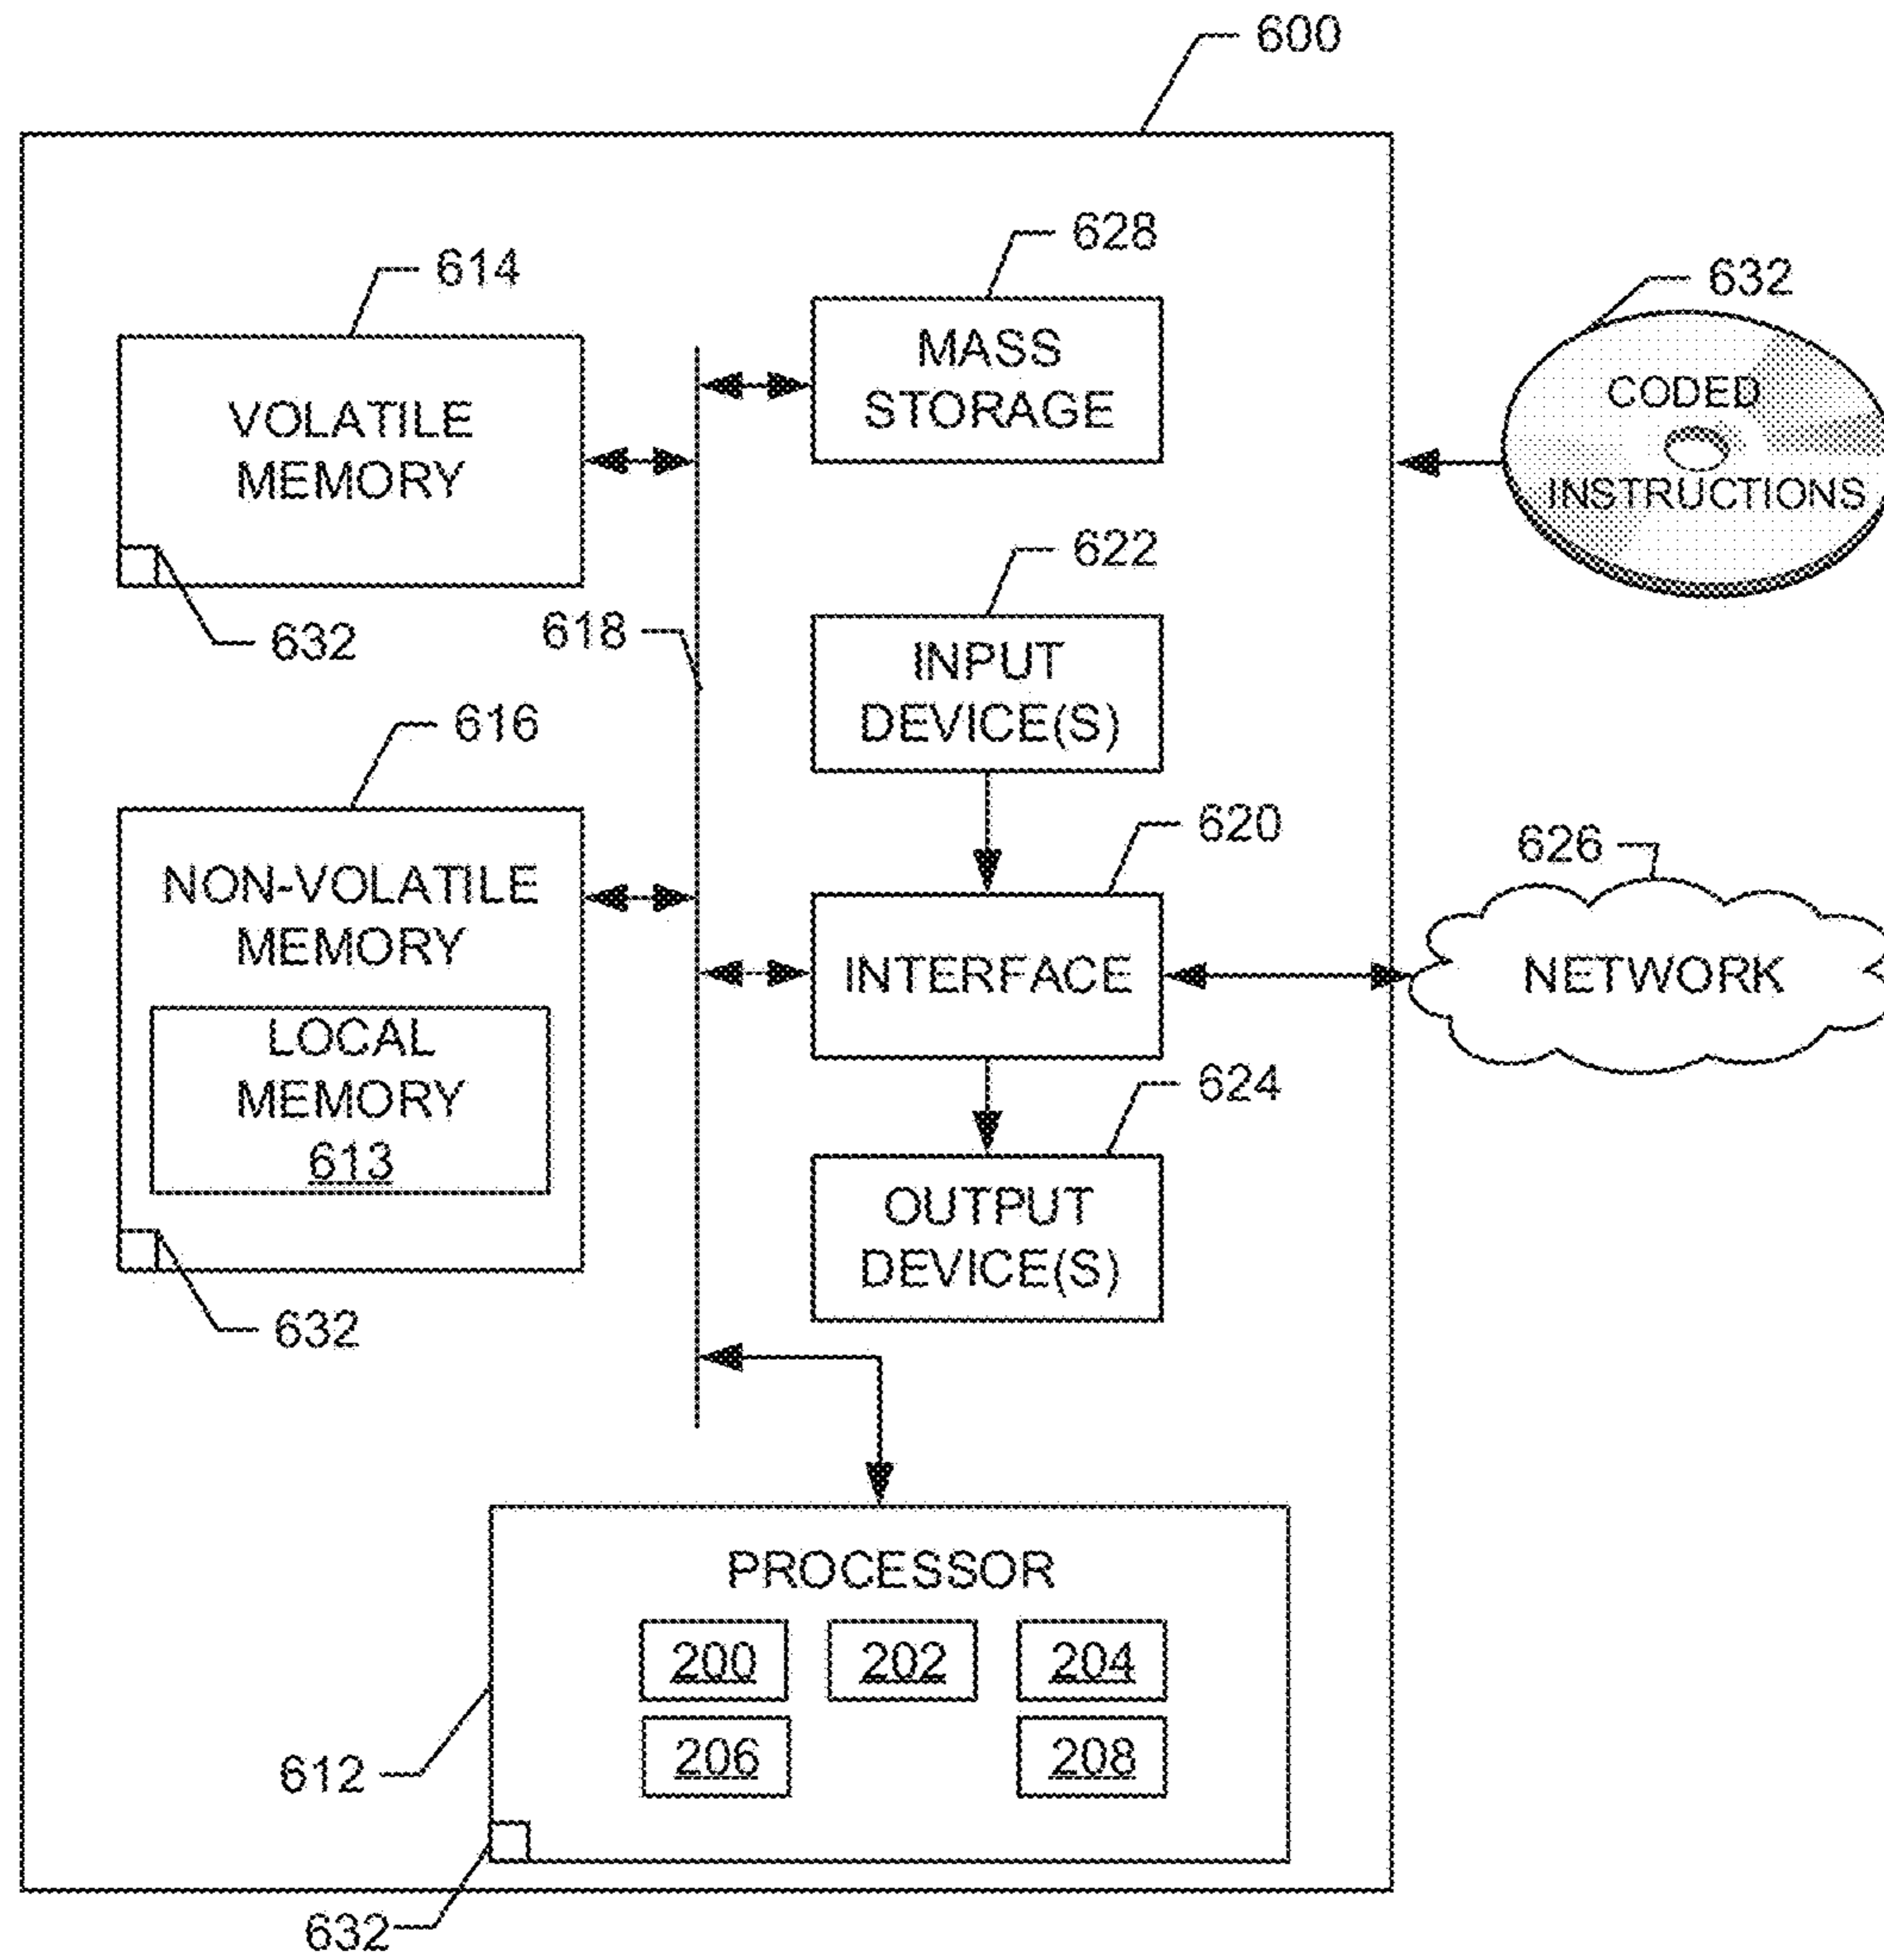 600
628
614
632
MASS
STORAGE
VOLATILE
MEMORY
CODED
INSTRUCTIONS
622
618
632
INPUT
DEVICE(S)
616
620
626
NON-VOLATILE
MEMORY
INTERFACE
NETWORK
LOCAL
MEMORY
613
624
OUTPUT
DEVICE(S)
632
PROCESSOR
200 202 204
206 208
612
632